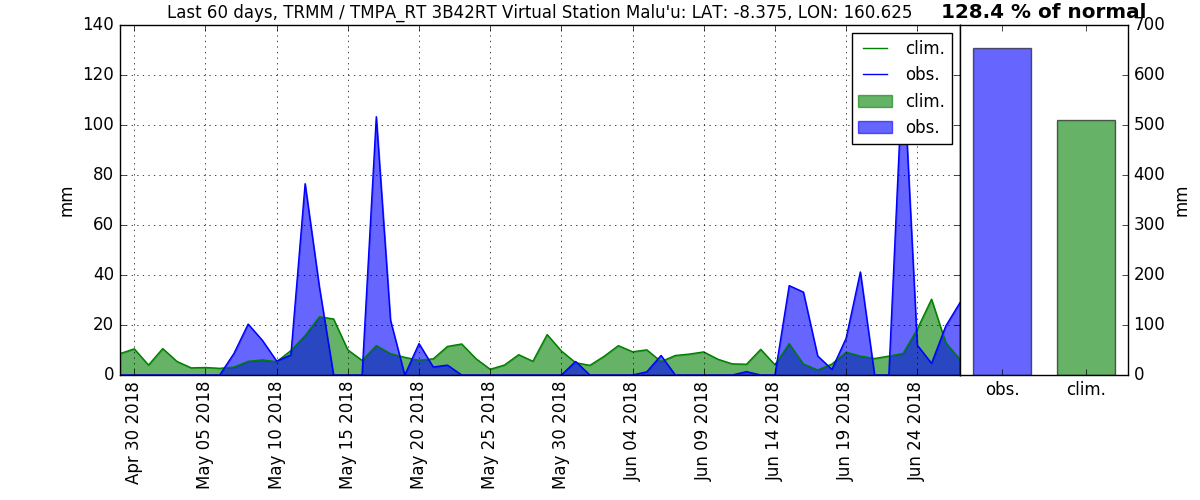 Last 60 days, TRMM / TMPA_RT 3B42RT Virtual Station Malu'u: LAT: -8.375, LON: 160.625
128.4 % of normal
140
120
100
80
60
40
20
0
mm
clim.
obs.
clim.
obs.
700
600
500
400
300
200
100
0
mm
obs.
clim.
Apr 30 2018
May 05 2018
May 10 2018
May 15 2018
May 20 2018
May 25 2018
May 30 2018
Jun 04 2018
Jun 09 2018
Jun 14 2018
Jun 19 2018
Jun 24 2018